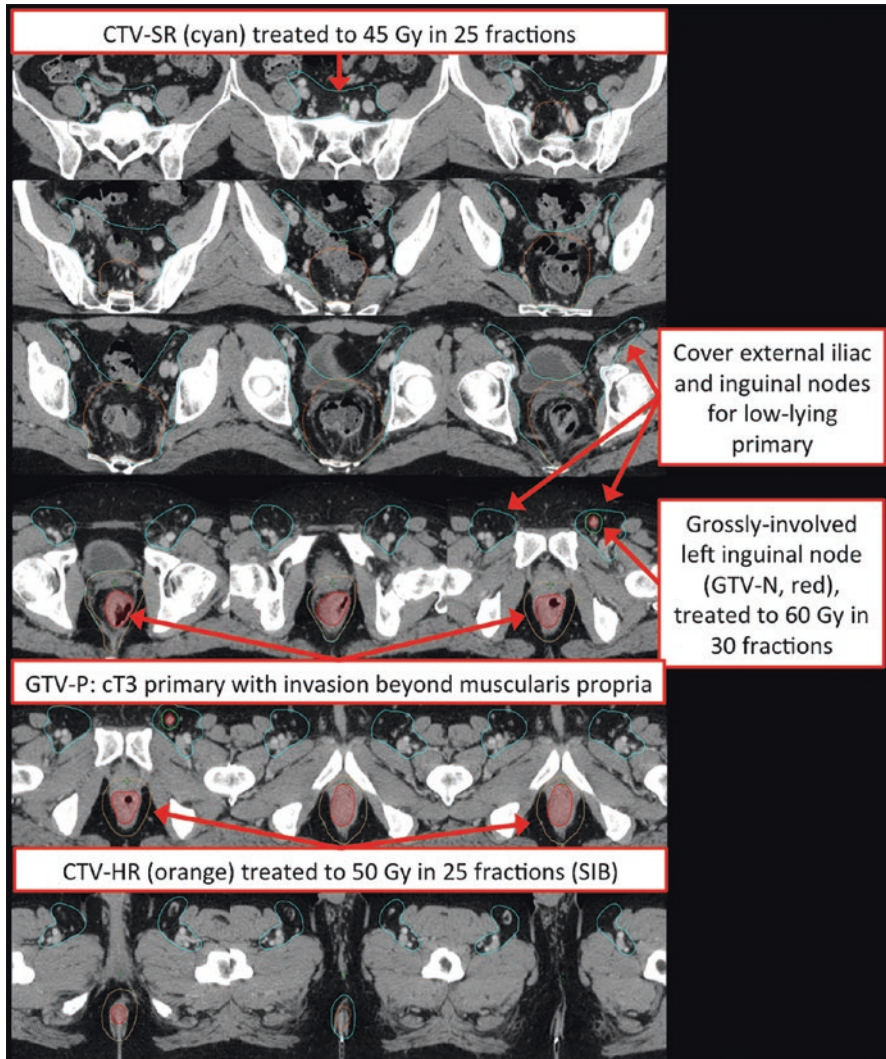 CTV-SR (cyan) treated to 45 Gy in 25 fractions
Cover external iliac
and inguinal nodes
for low-lying
primary
Grossly-involved
left inguinal node
(GTV-N, red),
treated to 60 Gy in
30 fractions
GTV-P: cT3 primary with invasion beyond muscularis propria
CTV-HR (orange) treated to 50 Gy in 25 fractions (SIB)